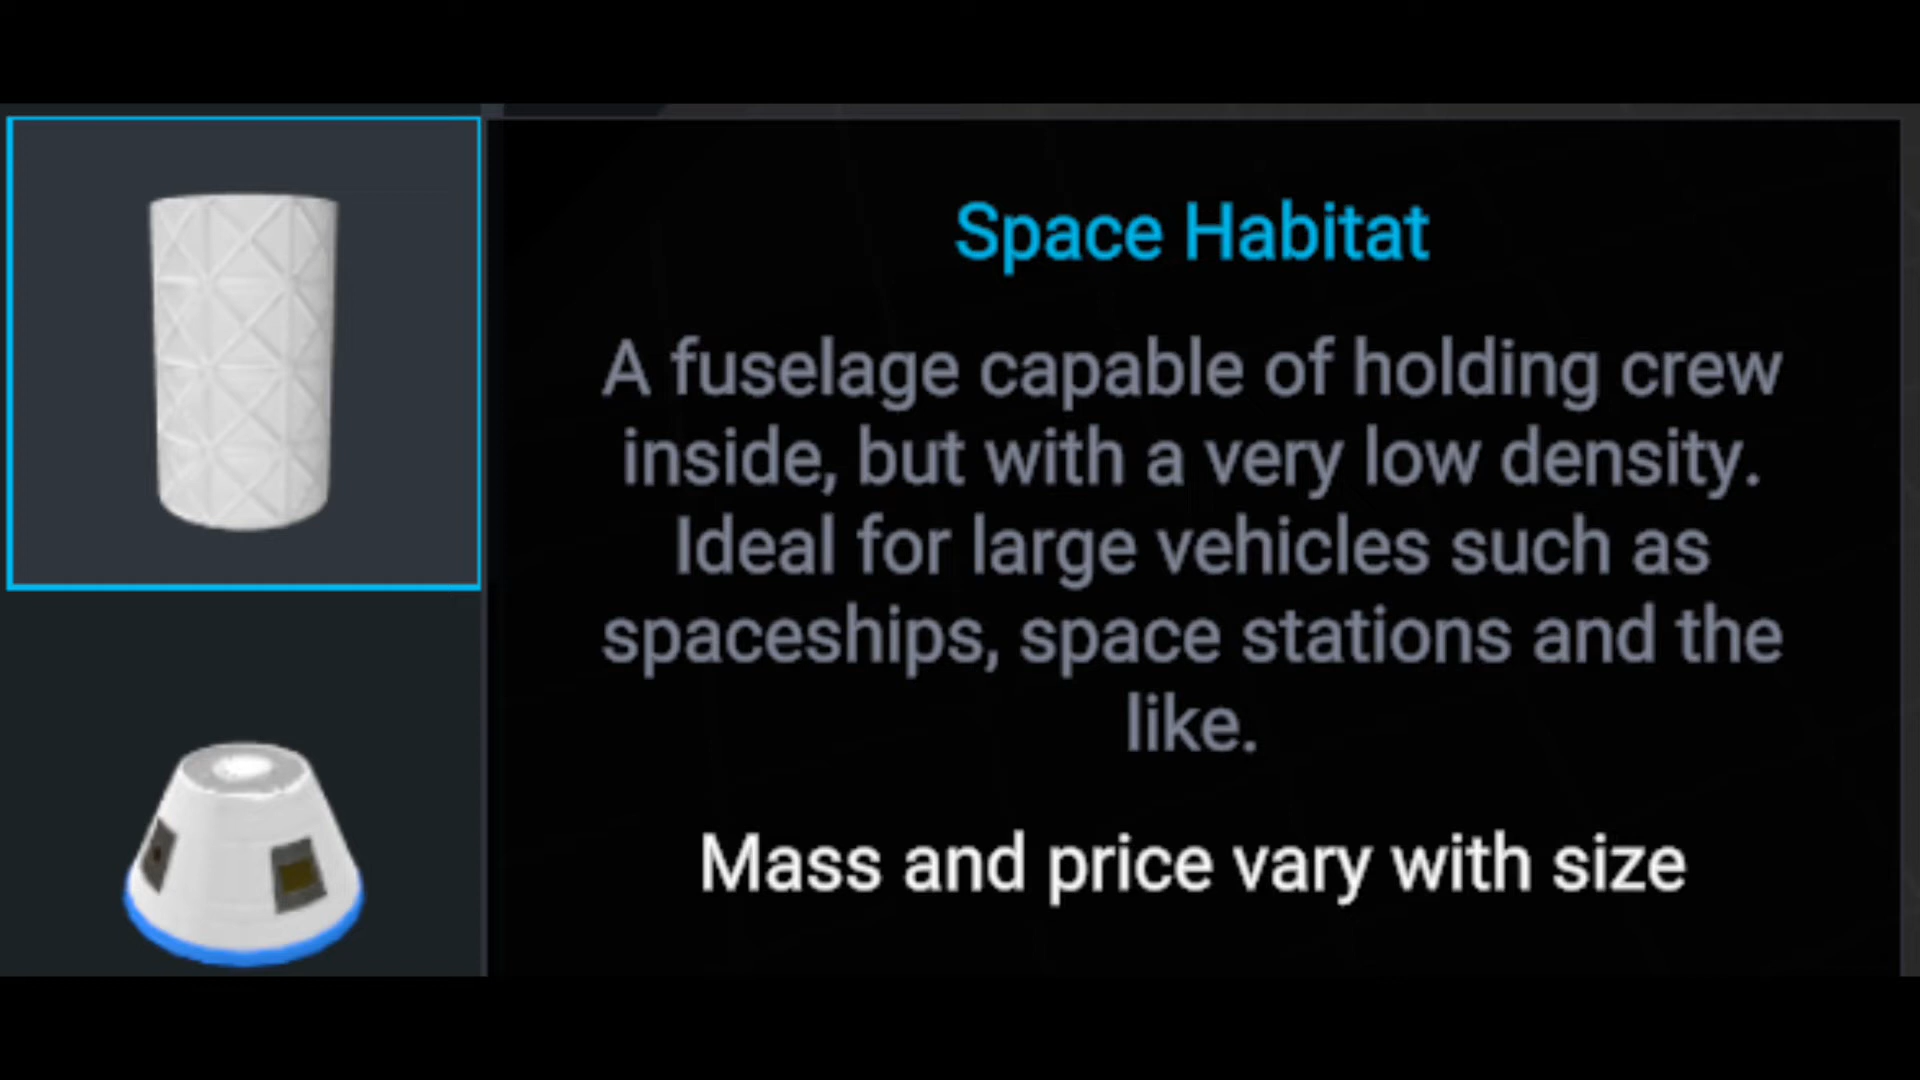 Space Habitat
A fuselage capable of holding crew
inside, but with a very low density.
Ideal for large vehicles such as
spaceships, space stations and the
like.
Mass and price vary with size